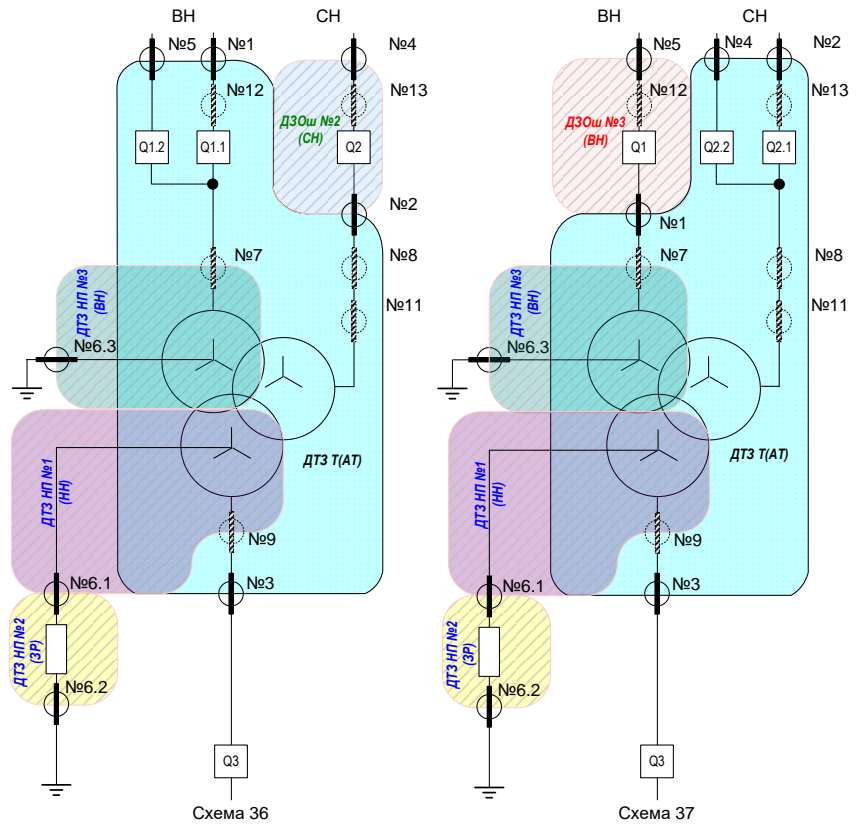 ВН
СН
№5
№1
№4
№12
№13
ДЗОш №2
(СН)
Q1.2
Q1.1
Q2
№2
№7
№8
№11
ДТЗ НП №3
(ВН)
№6.3
ДТЗ Т(АТ)
ДТЗ НП №1
(НН)
№9
№6.1
№3
ДТЗ НП №2
(ЗР)
№6.2
Q3
Схема 36
ВН
СН
№5
№4
№2
№12
№13
ДЗОш №3
(ВН)
Q1
Q2.2
Q2.1
№1
№7
№8
№11
ДТЗ НП №3
(ВН)
№6.3
ДТЗ Т(АТ)
ДТЗ НП №1
(НН)
№9
№6.1
№3
ДТЗ НП №2
(ЗР)
№6.2
Q3
Схема 37